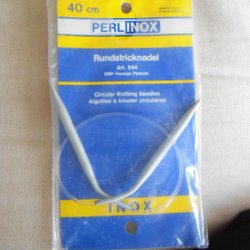 40 cm
PERLINOX
Rundstricknadel
Art. 544
DBP-Foreign Patents
Circular Knitting Needles
Aiguilles à tricoter circulaires
INOX